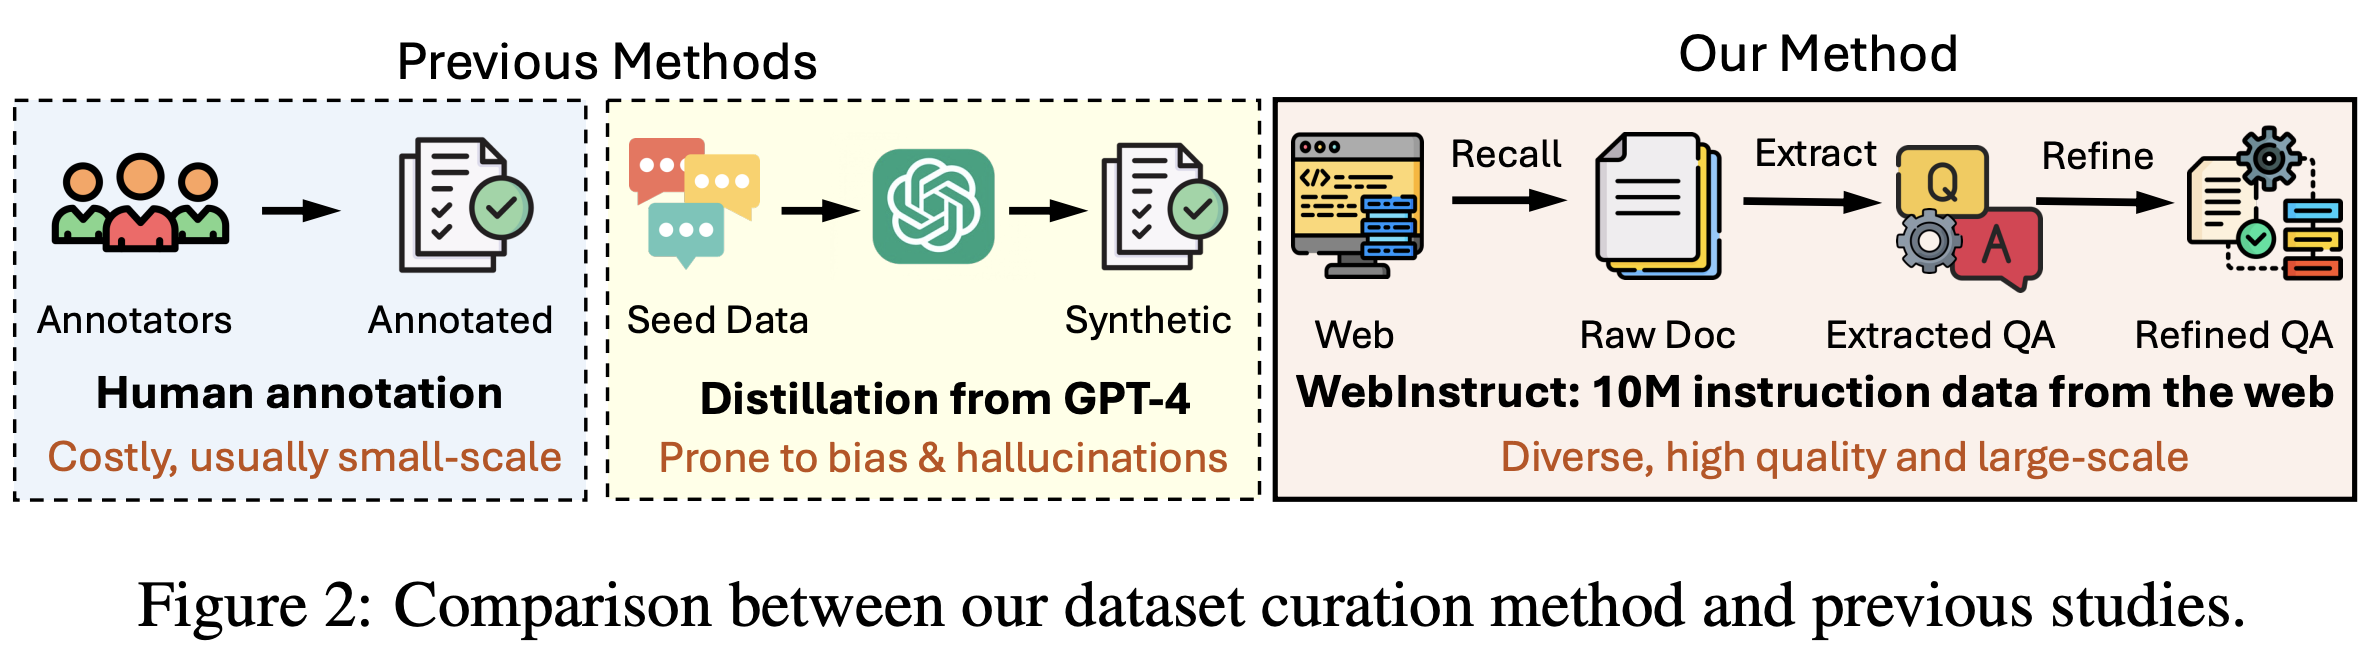 Previous Methods
Annotators
Annotated
Human annotation
Costly, usually small-scale
Seed Data
Synthetic
Distillation from GPT-4
Prone to bias & hallucinations
Our Method
</>
Recall
Extract
Q
A
Refine
Web
Raw Doc
Extracted QA
Refined QA
WebInstruct: 10M instruction data from the web
Diverse, high quality and large-scale
Figure 2: Comparison between our dataset curation method and previous studies.